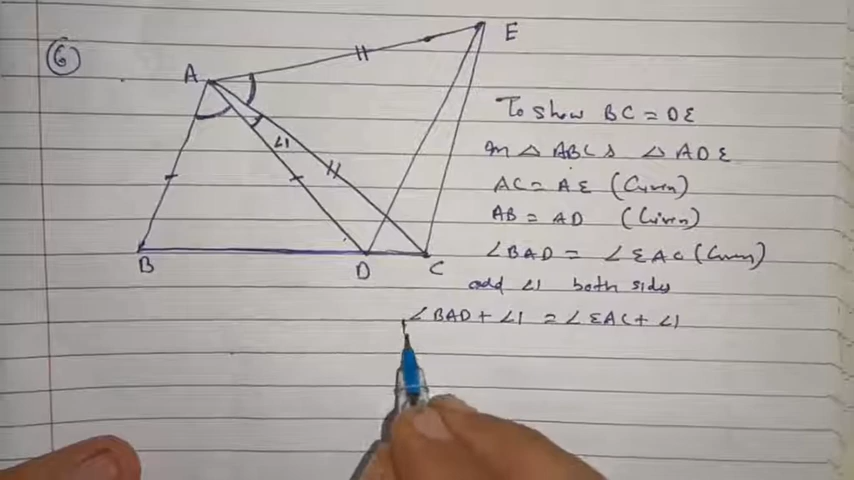 6
A
E
∠1
B
D
C
To show BC = DE
In △ ABC & △ ADE
AC = AE (Given)
AB = AD (Given)
∠BAD = ∠EAC (Given)
add ∠1 both sides
∠BAD + ∠1 = ∠EAC + ∠1